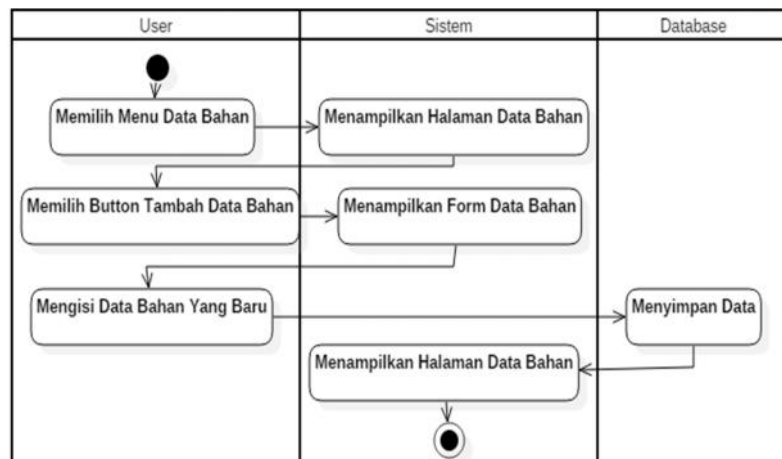 User
Sistem
Database
Memilih Menu Data Bahan
Menampilkan Halaman Data Bahan
Memilih Button Tambah Data Bahan
Menampilkan Form Data Bahan
Mengisi Data Bahan Yang Baru
Menyimpan Data
Menampilkan Halaman Data Bahan